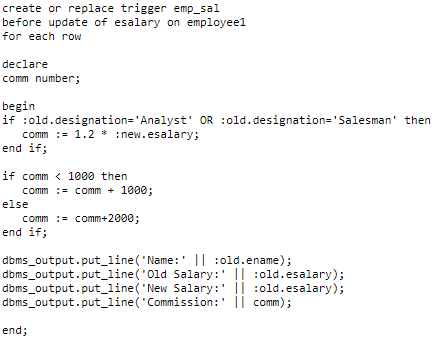 create or replace trigger emp_sal
before update of esalary on employee1
for each row
declare
comm number;
begin
if :old.designation='Analyst' OR :old.designation='Salesman' then
comm := 1.2 * :new.esalary;
end if;
if comm < 1000 then
comm := comm + 1000;
else
comm := comm+2000;
end if;
dbms_output.put_line('Name:' || :old.ename);
dbms_output.put_line('Old Salary:' || :old.esalary);
dbms_output.put_line('New Salary:' || :old.esalary);
dbms_output.put_line('Commission:' || comm);
end;